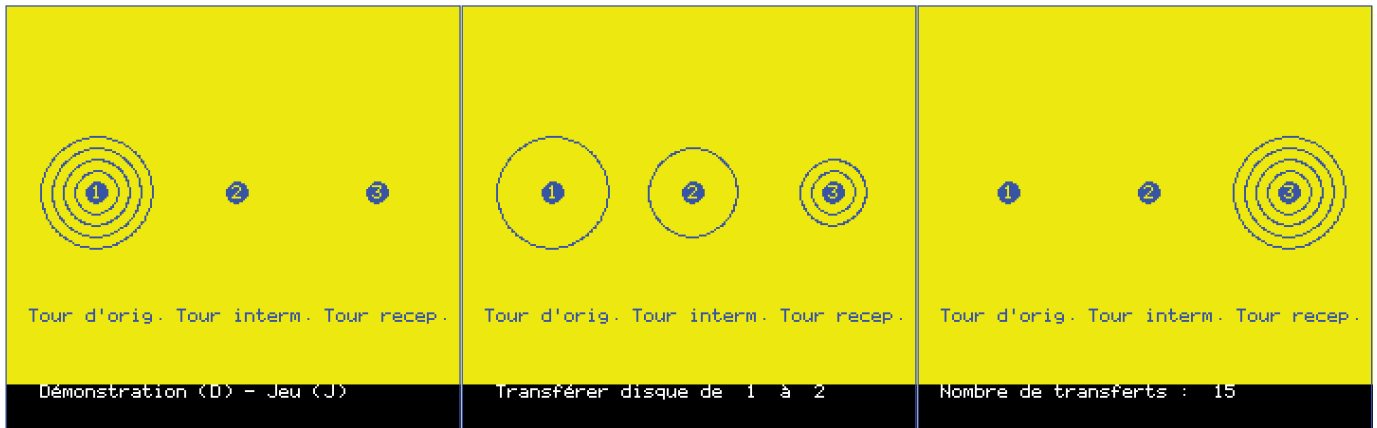 1 2 3
Tour d'orig. Tour interm. Tour recep.
Démonstration (D) - Jeu (J)
1 2 3
Tour d'orig. Tour interm. Tour recep.
Transférer disque de 1 à 2
1 2 3
Tour d'orig. Tour interm. Tour recep.
Nombre de transferts : 15